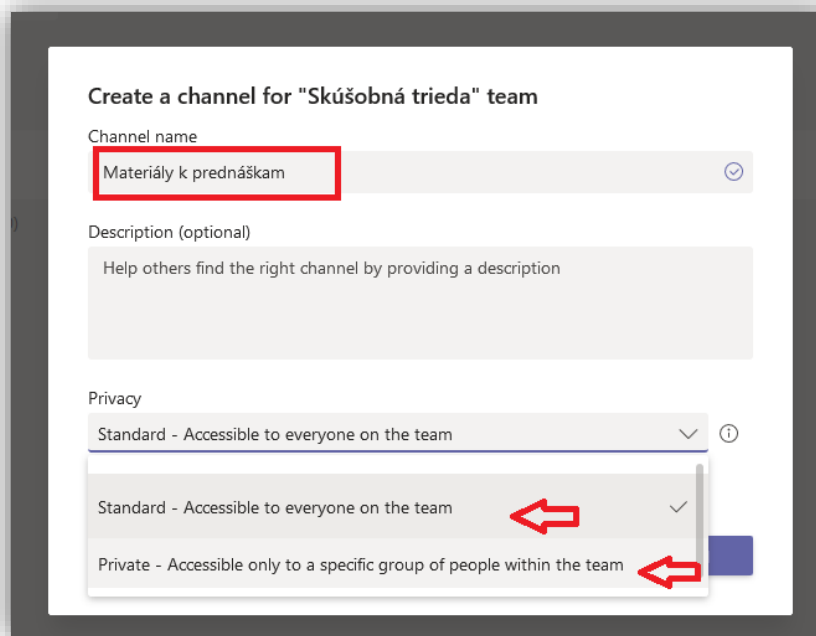 Create a channel for "Skúšobná trieda" team
Channel name
Materiály k prednáškam
Description (optional)
Help others find the right channel by providing a description
Privacy
Standard - Accessible to everyone on the team
Standard - Accessible to everyone on the team
Private - Accessible only to a specific group of people within the team